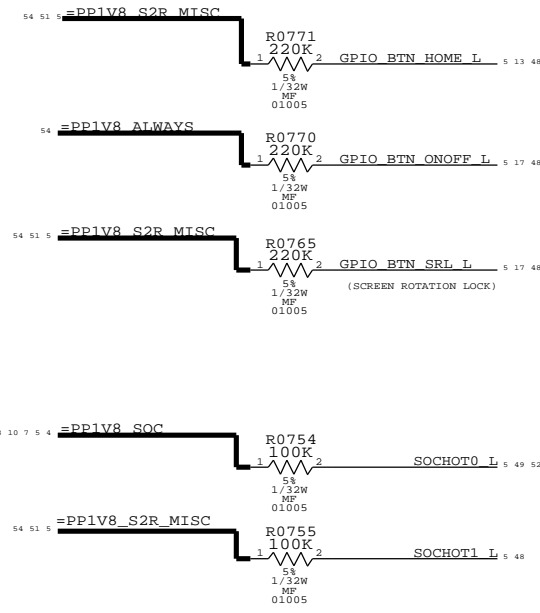 54 51 5 =PP1V8_S2R_MISC
R0771
220K
1 2 GPIO_BTN_HOME_L 5 13 48
5%
1/32W
MF
01005
54 =PP1V8_ALWAYS
R0770
220K
1 2 GPIO_BTN_ONOFF_L 5 17 48
5%
1/32W
MF
01005
54 51 5 =PP1V8_S2R_MISC
R0765
220K
1 2 GPIO_BTN_SRL_L 5 17 48
5%
(SCREEN ROTATION LOCK)
1/32W
MF
01005
10 7 5 4 =PP1V8_SOC
R0754
100K
1 2 SOCHOT0_L 5 49 52
5%
1/32W
MF
01005
54 51 5 =PP1V8_S2R_MISC
R0755
100K
1 2 SOCHOT1_L 5 48
5%
1/32W
MF
01005